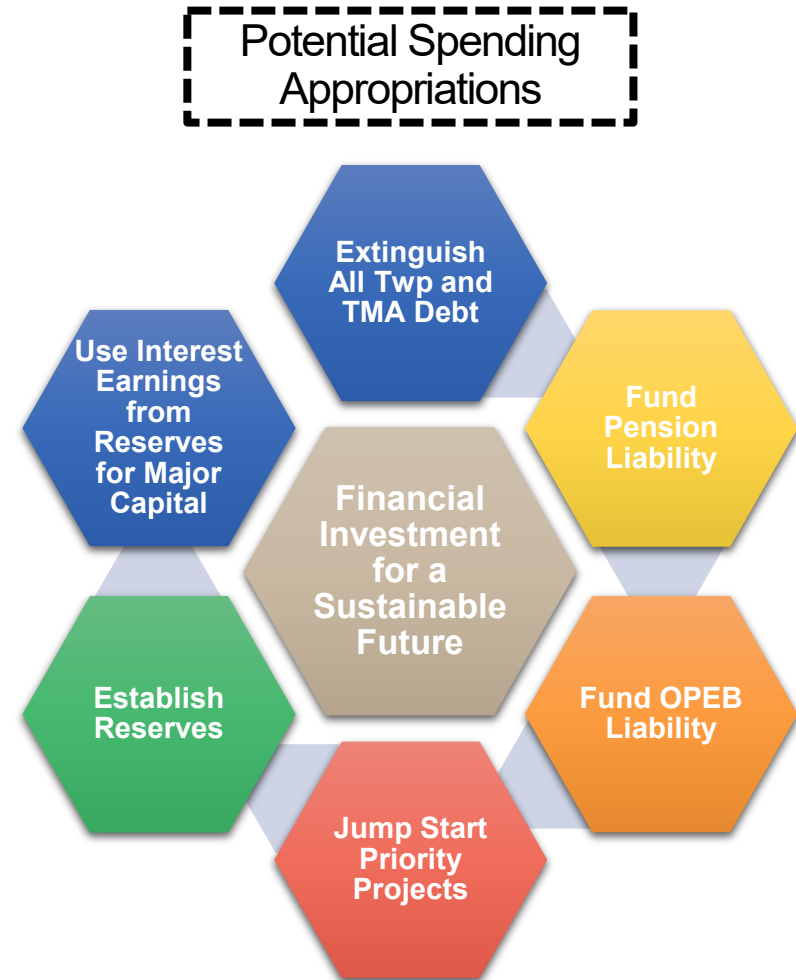 Potential Spending
Appropriations
Extinguish
All Twp and
TMA Debt
Fund
Pension
Liability
Fund OPEB
Liability
Jump Start
Priority
Projects
Establish
Reserves
Use Interest
Earnings
from
Reserves
for Major
Capital
Financial
Investment
for a
Sustainable
Future